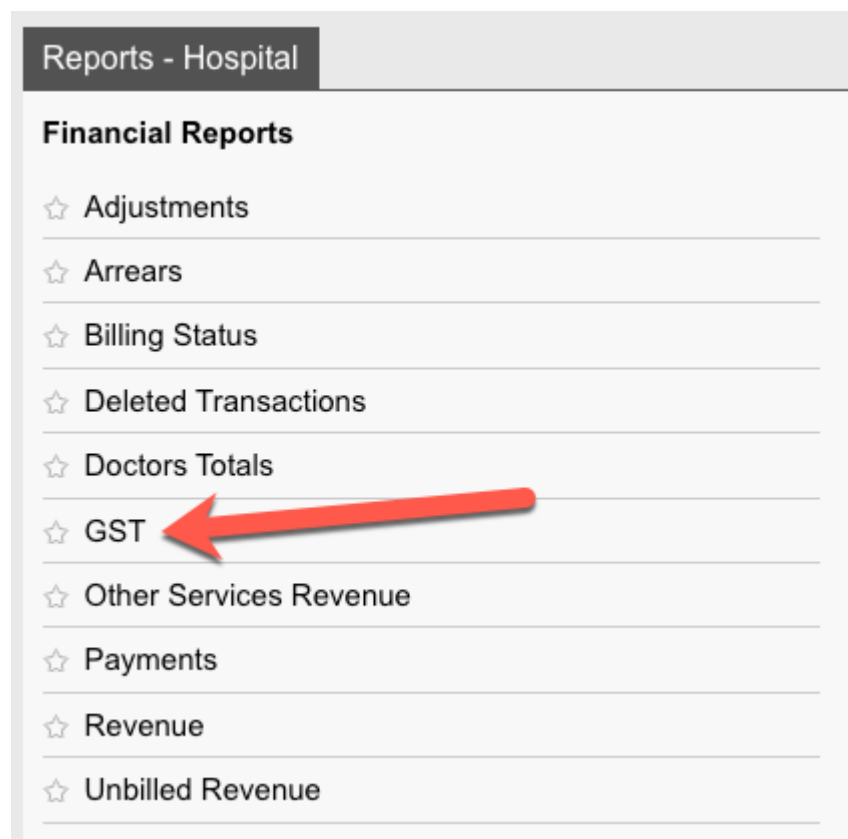 Reports - Hospital
Financial Reports
Adjustments
Arrears
Billing Status
Deleted Transactions
Doctors Totals
GST
Other Services Revenue
Payments
Revenue
Unbilled Revenue